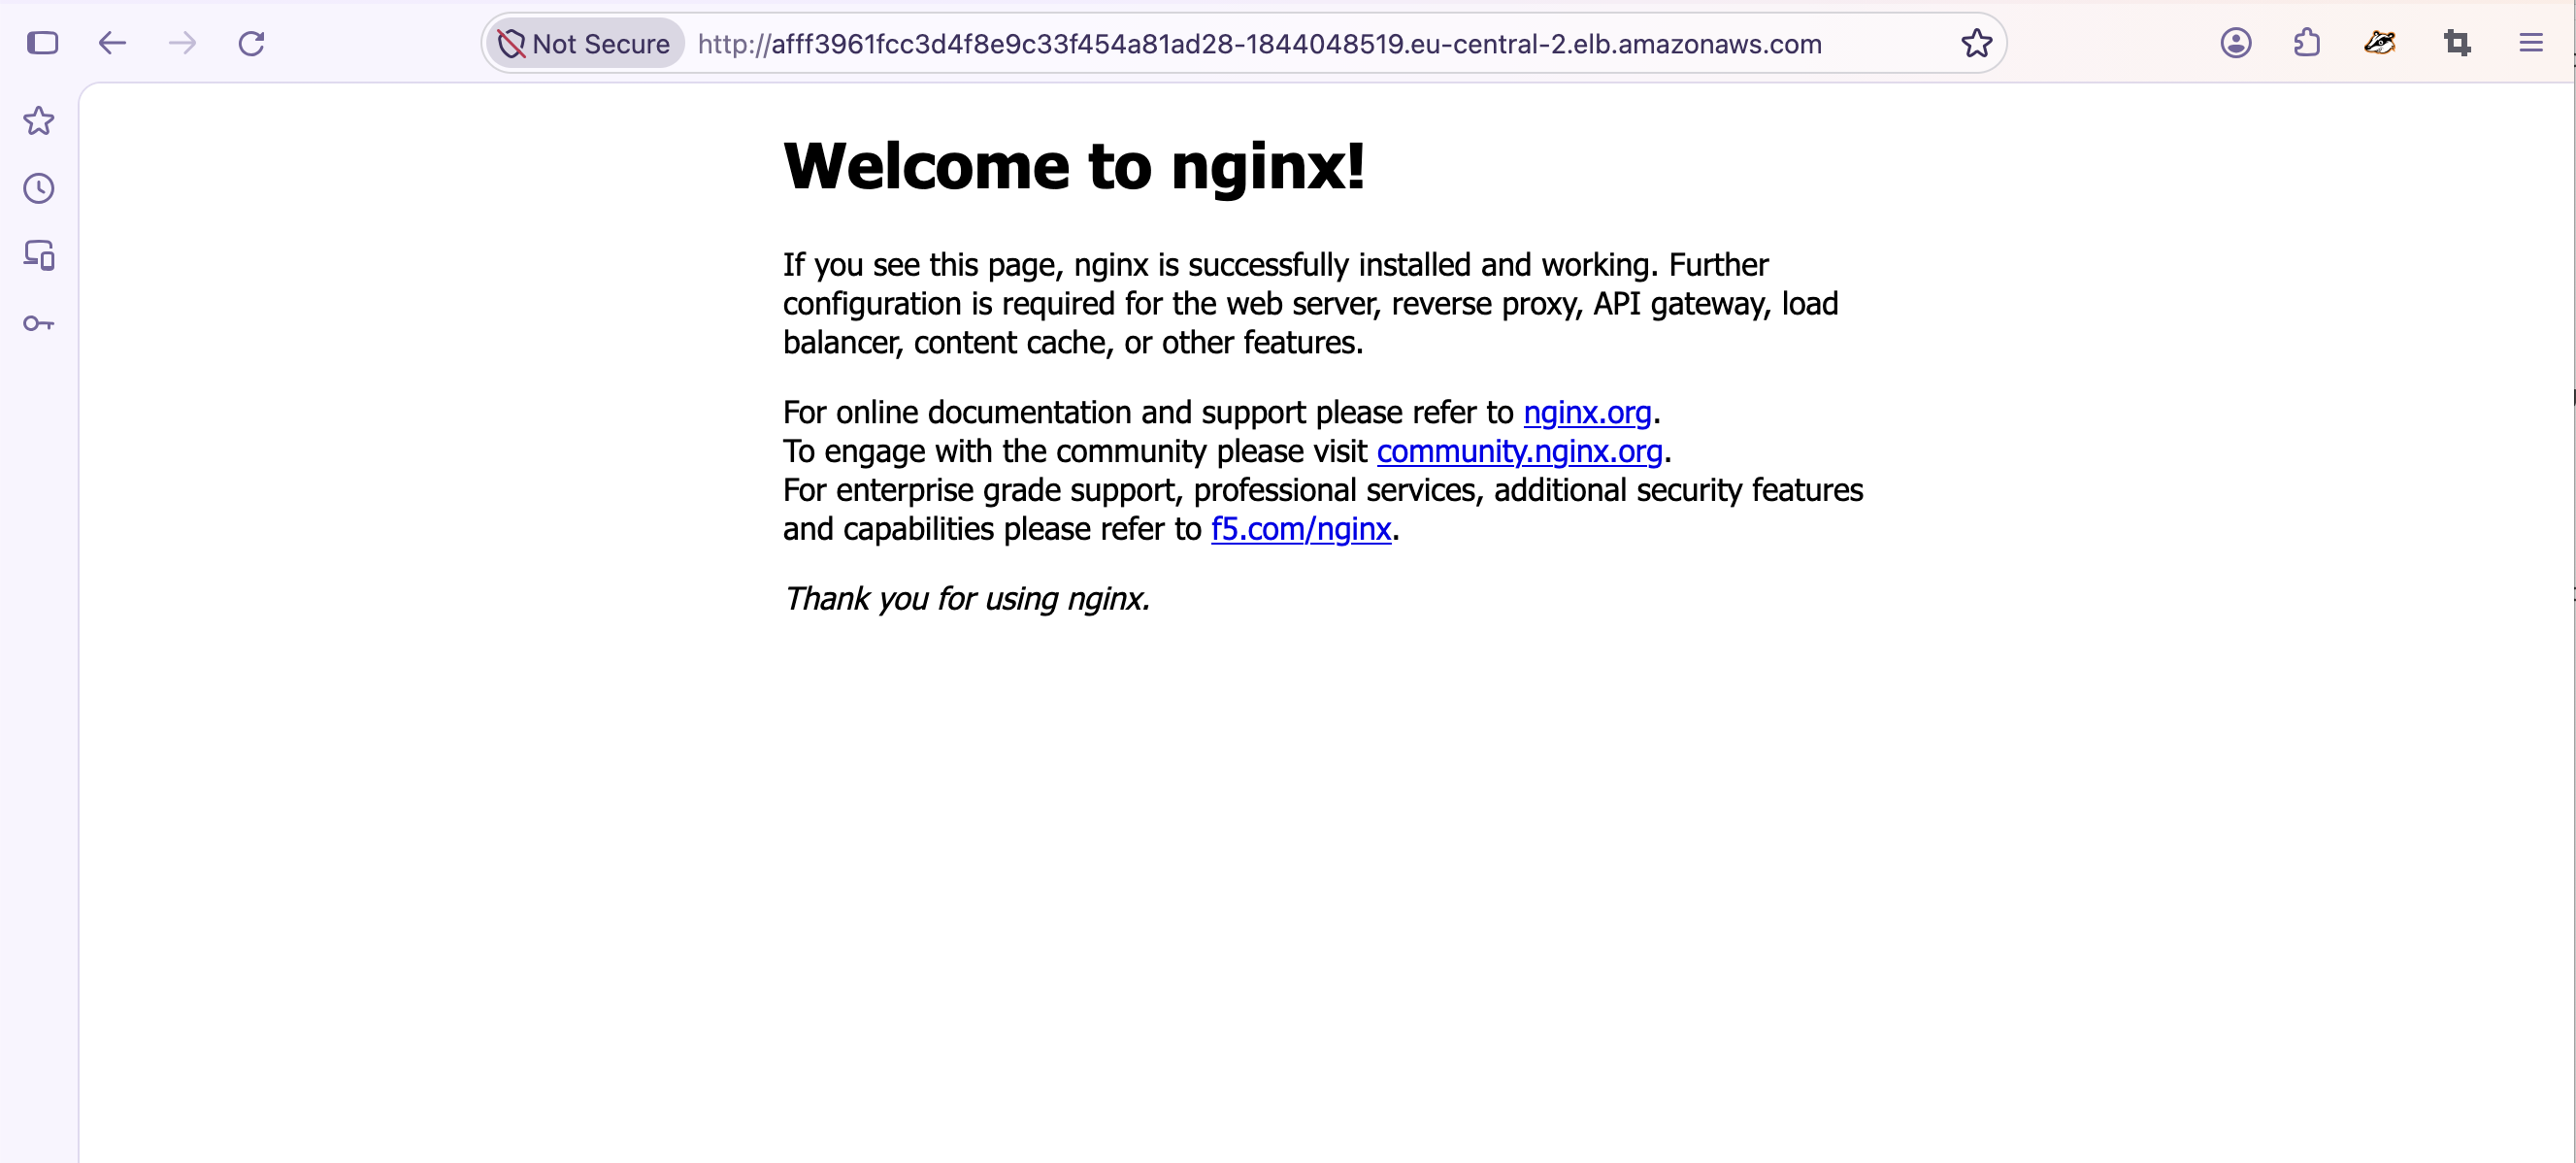 Not Secure http://afff3961fcc3d4f8e9c33f454a81ad28-1844048519.eu-central-2.elb.amazonaws.com
Welcome to nginx!
If you see this page, nginx is successfully installed and working. Further
configuration is required for the web server, reverse proxy, API gateway, load
balancer, content cache, or other features.
For online documentation and support please refer to nginx.org.
To engage with the community please visit community.nginx.org.
For enterprise grade support, professional services, additional security features
and capabilities please refer to f5.com/nginx.
Thank you for using nginx.